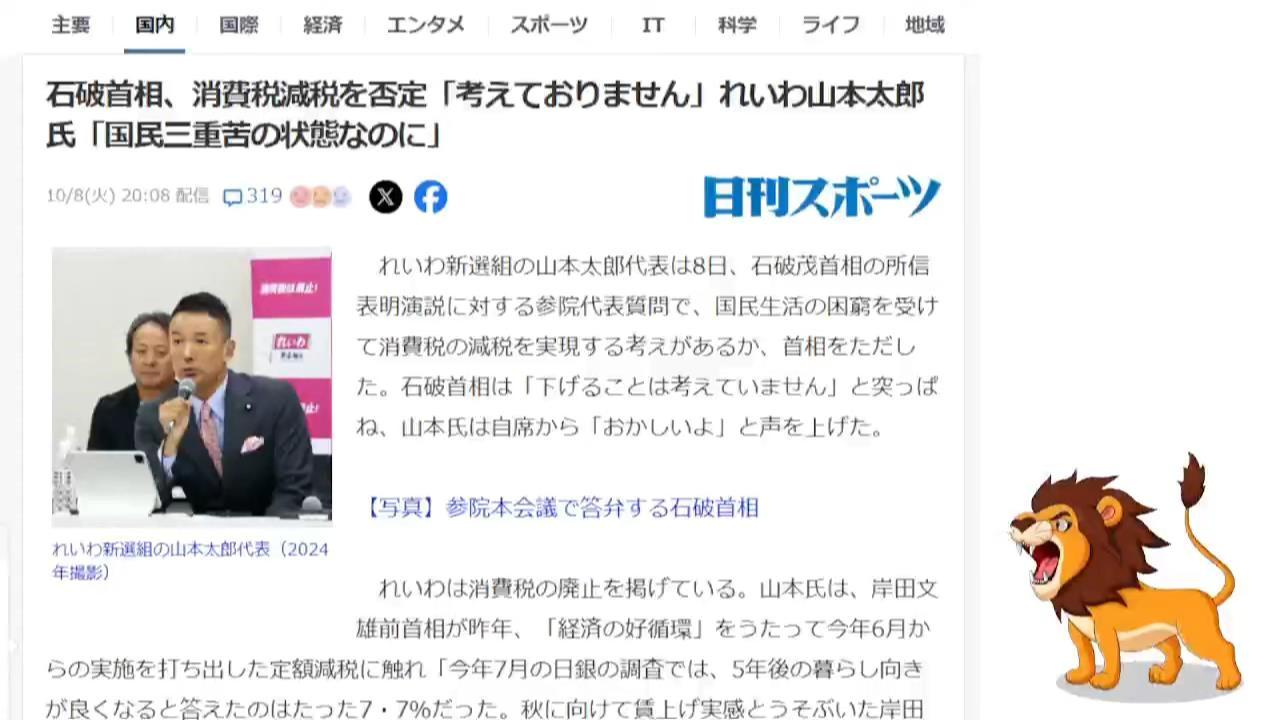 主要 国内 国際 経済 エンタメ スポーツ IT 科学 ライフ 地域
石破首相、消費税減税を否定「考えておりません」れいわ山本太郎
氏「国民三重苦の状態なのに」
10/8(火) 20:08 配信 319
日刊スポーツ
れいわ
れいわ新選組の山本太郎代表（2024
年撮影）
れいわ新選組の山本太郎代表は8日、石破茂首相の所信
表明演説に対する参院代表質問で、国民生活の困窮を受け
て消費税の減税を実現する考えがあるか、首相をただし
た。石破首相は「下げることは考えていません」と突っぱ
ね、山本氏は自席から「おかしいよ」と声を上げた。
【写真】参院本会議で答弁する石破首相
れいわは消費税の廃止を掲げている。山本氏は、岸田文
雄前首相が昨年、「経済の好循環」をうたって今年6月か
らの実施を打ち出した定額減税に触れ「今年7月の日銀の調査では、5年後の暮らし向き
が良くなると答えたのはたった7・7%だった。秋に向けて賃上げ実感とうそぶいた岸田